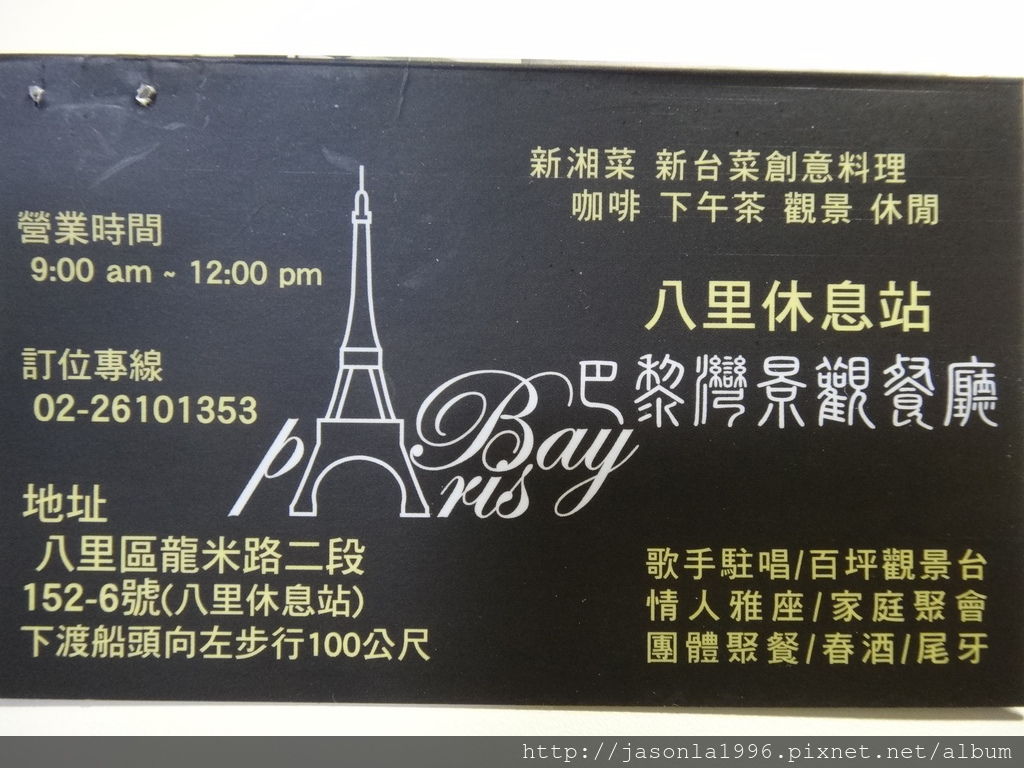 新湘菜 新台菜創意料理
咖啡 下午茶 觀景 休閒
營業時間
9:00 am ~ 12:00 pm
八里休息站
巴黎灣景觀餐廳
訂位專線
02-26101353
Paris Bay
地址
八里區龍米路二段
152-6號(八里休息站)
下渡船頭向左步行100公尺
歌手駐唱/百坪觀景台
情人雅座/家庭聚會
團體聚餐/春酒/尾牙
http://jasonla1996.pixnet.net/album